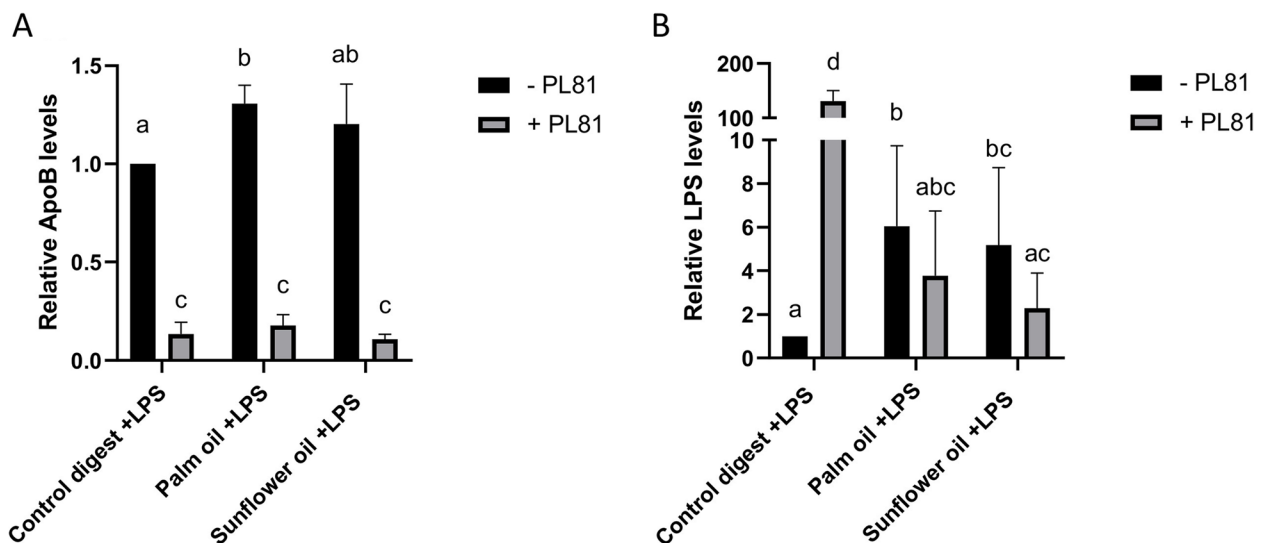 A
Relative ApoB levels
1.5
1.0
0.5
0.0
a
c
b
c
ab
c
Control digest +LPS
Palm oil +LPS
Sunflower oil +LPS
- PL81
+ PL81
B
Relative LPS levels
200
100
10
8
6
4
2
0
a
d
b
abc
bc
ac
Control digest +LPS
Palm oil +LPS
Sunflower oil +LPS
- PL81
+ PL81